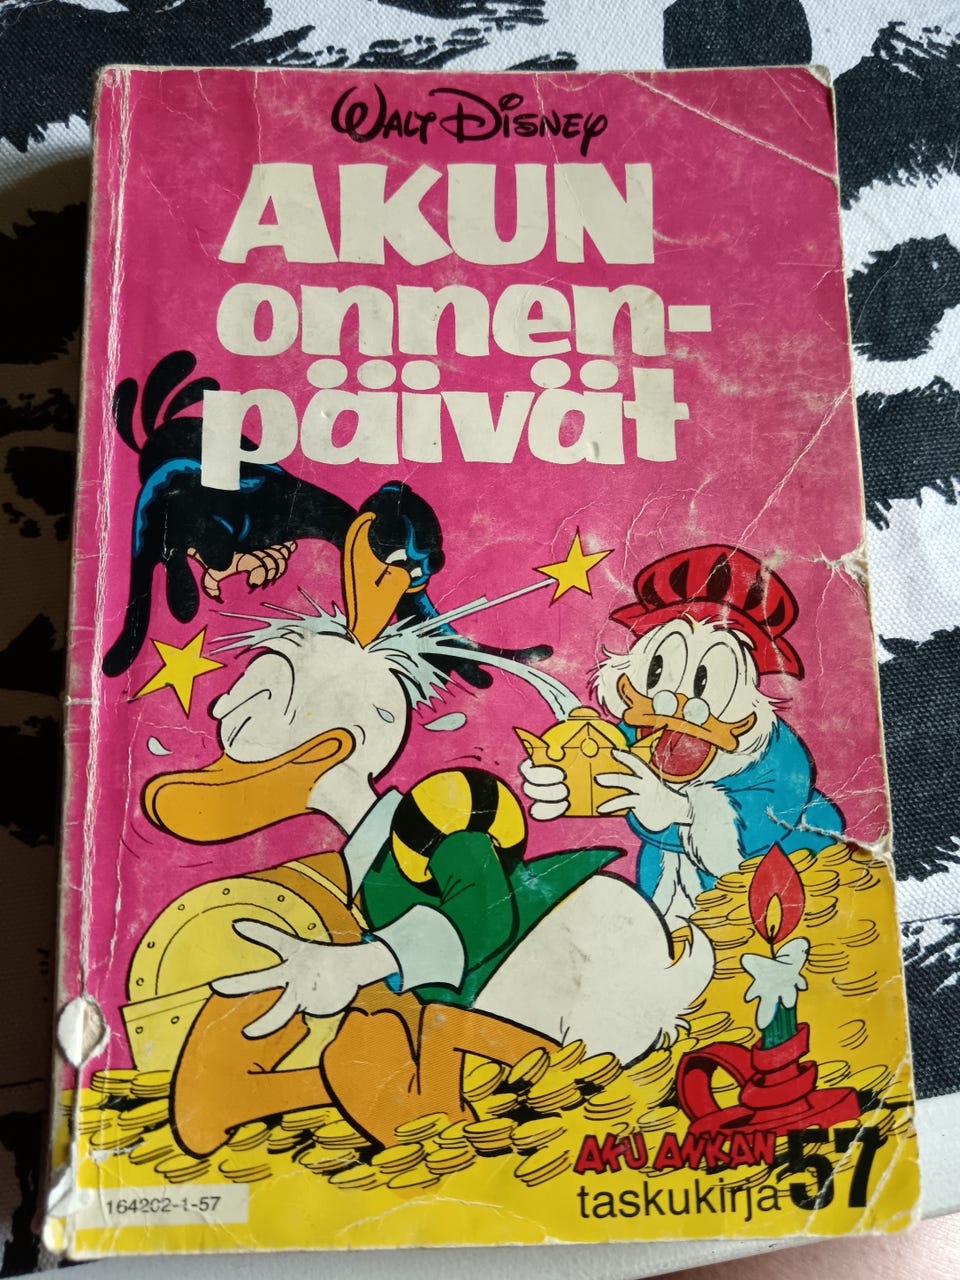 WALT DISNEY
AKUN
onnen-
päivät
AKU ANKAN
taskukirja 57
164202-1-57